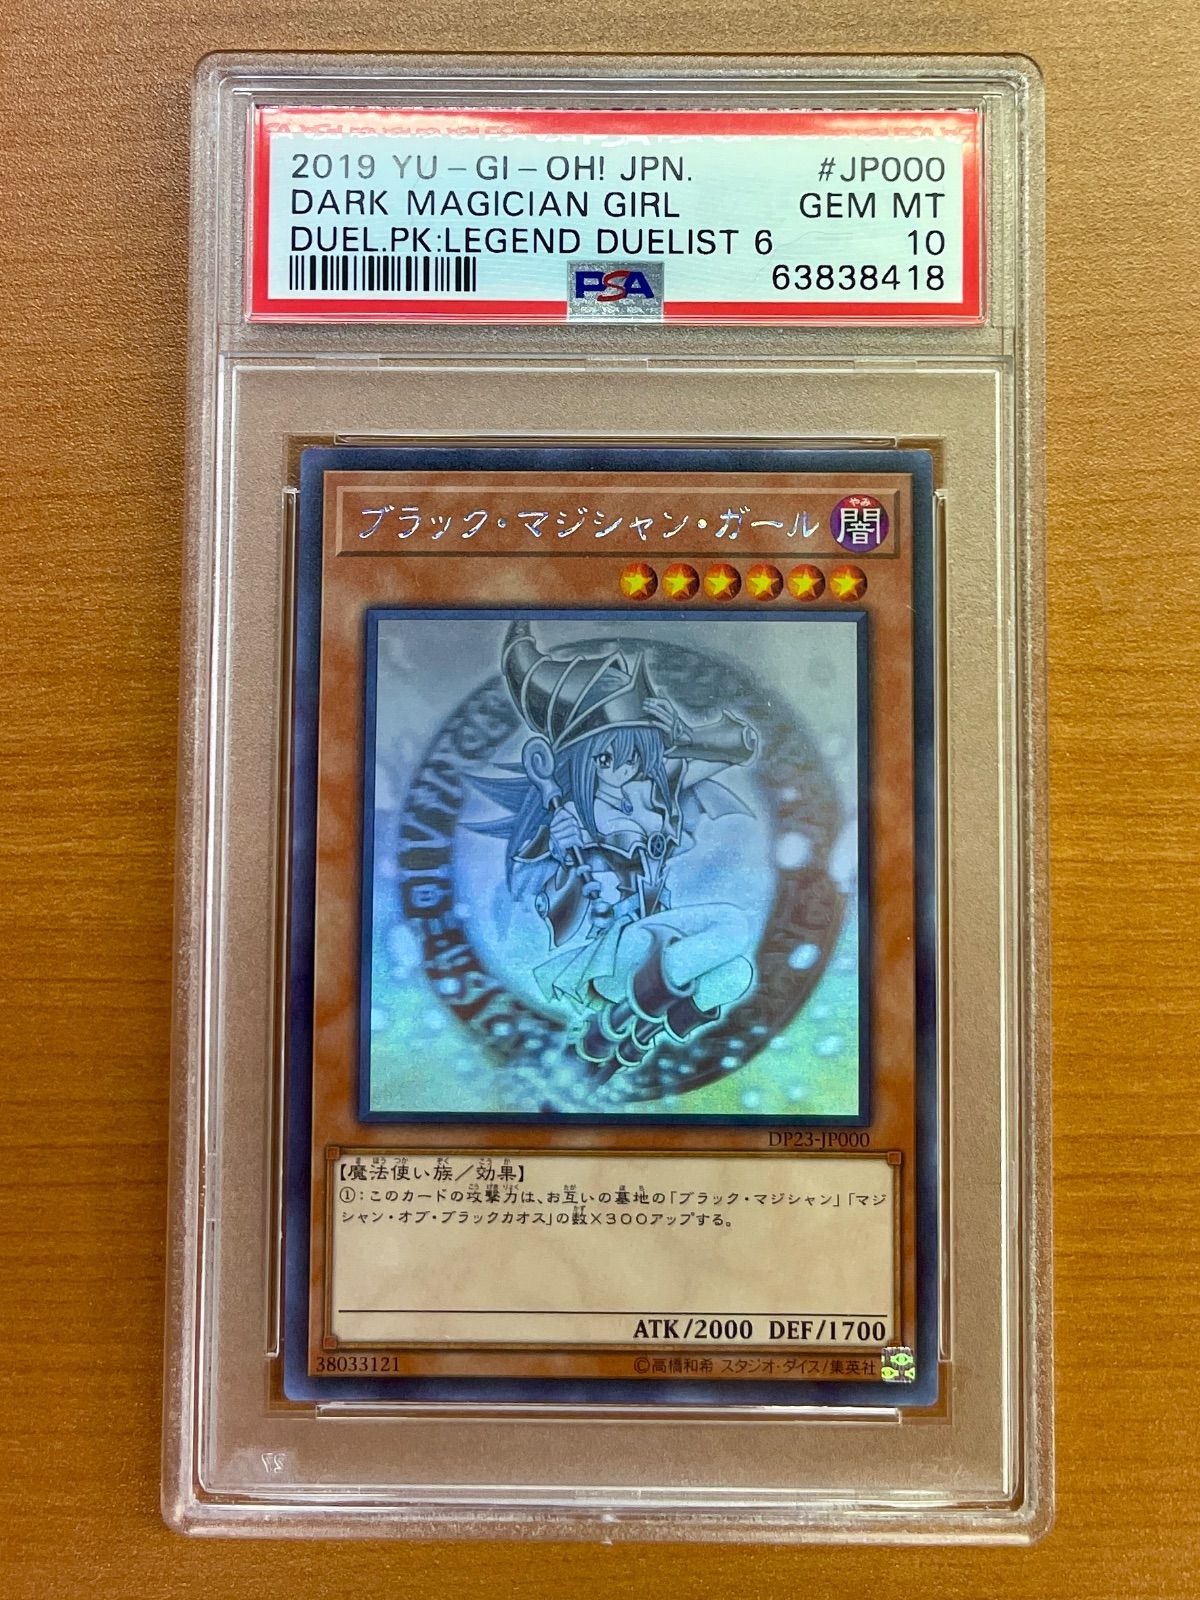 2019 YU-GI-OH! JPN. #JP000
DARK MAGICIAN GIRL GEM MT
DUEL.PK:LEGEND DUELIST 6 10
PSA 63838418
ブラック・マジシャン・ガール
やみ
闇
DP23-JP000
【魔法使い族／効果】
①：このカードの攻撃力は、お互いの墓地の「ブラック・マジシャン」「マジ
シャン・オブ・ブラックカオス」の数×３００アップする。
ATK/2000 DEF/1700
38033121 ©高橋和希 スタジオ・ダイス/集英社